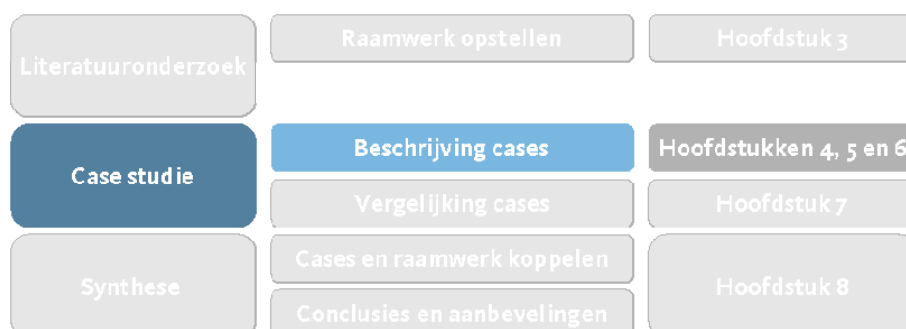 Literatuuronderzoek
Raamwerk opstellen
Hoofdstuk 3
Case studie
Beschrijving cases
Hoofdstukken 4, 5 en 6
Vergelijking cases
Hoofdstuk 7
Synthese
Cases en raamwerk koppelen
Conclusies en aanbevelingen
Hoofdstuk 8